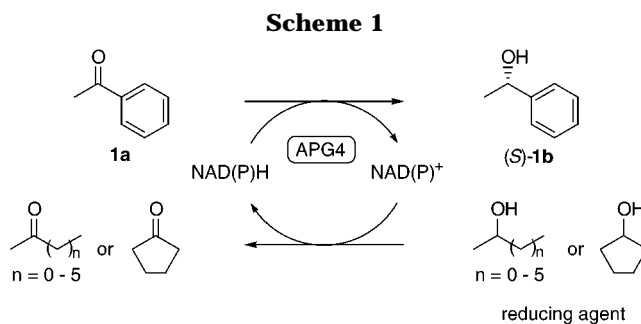 Scheme 1
O
OH
1a
APG4
(S)-1b
NAD(P)H
NAD(P)+
O
( )n or
n = 0 - 5
O
OH
( )n or
n = 0 - 5
OH
reducing agent